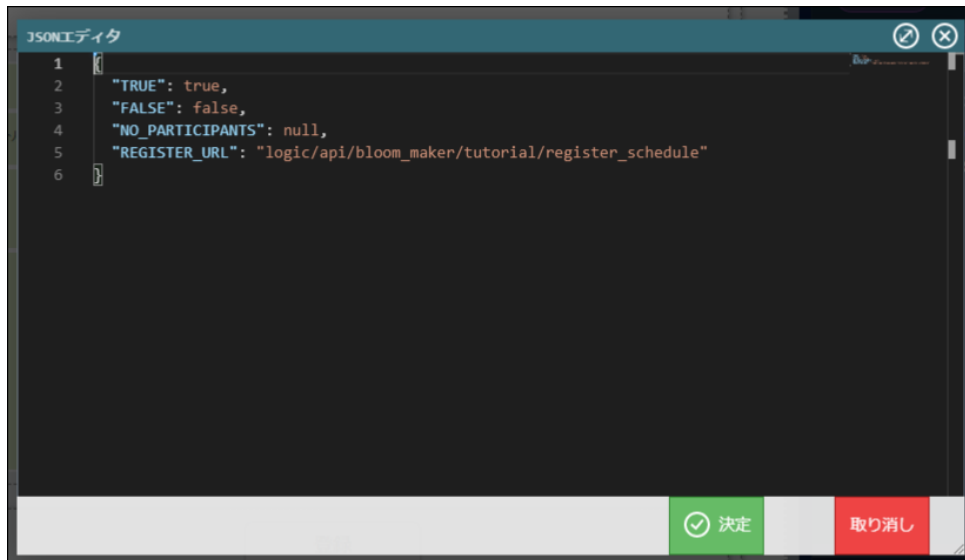 JSONエディタ
1 {
2 "TRUE": true,
3 "FALSE": false,
4 "NO_PARTICIPANTS": null,
5 "REGISTER_URL": "logic/api/bloom_maker/tutorial/register_schedule"
6 }
決定
取り消し